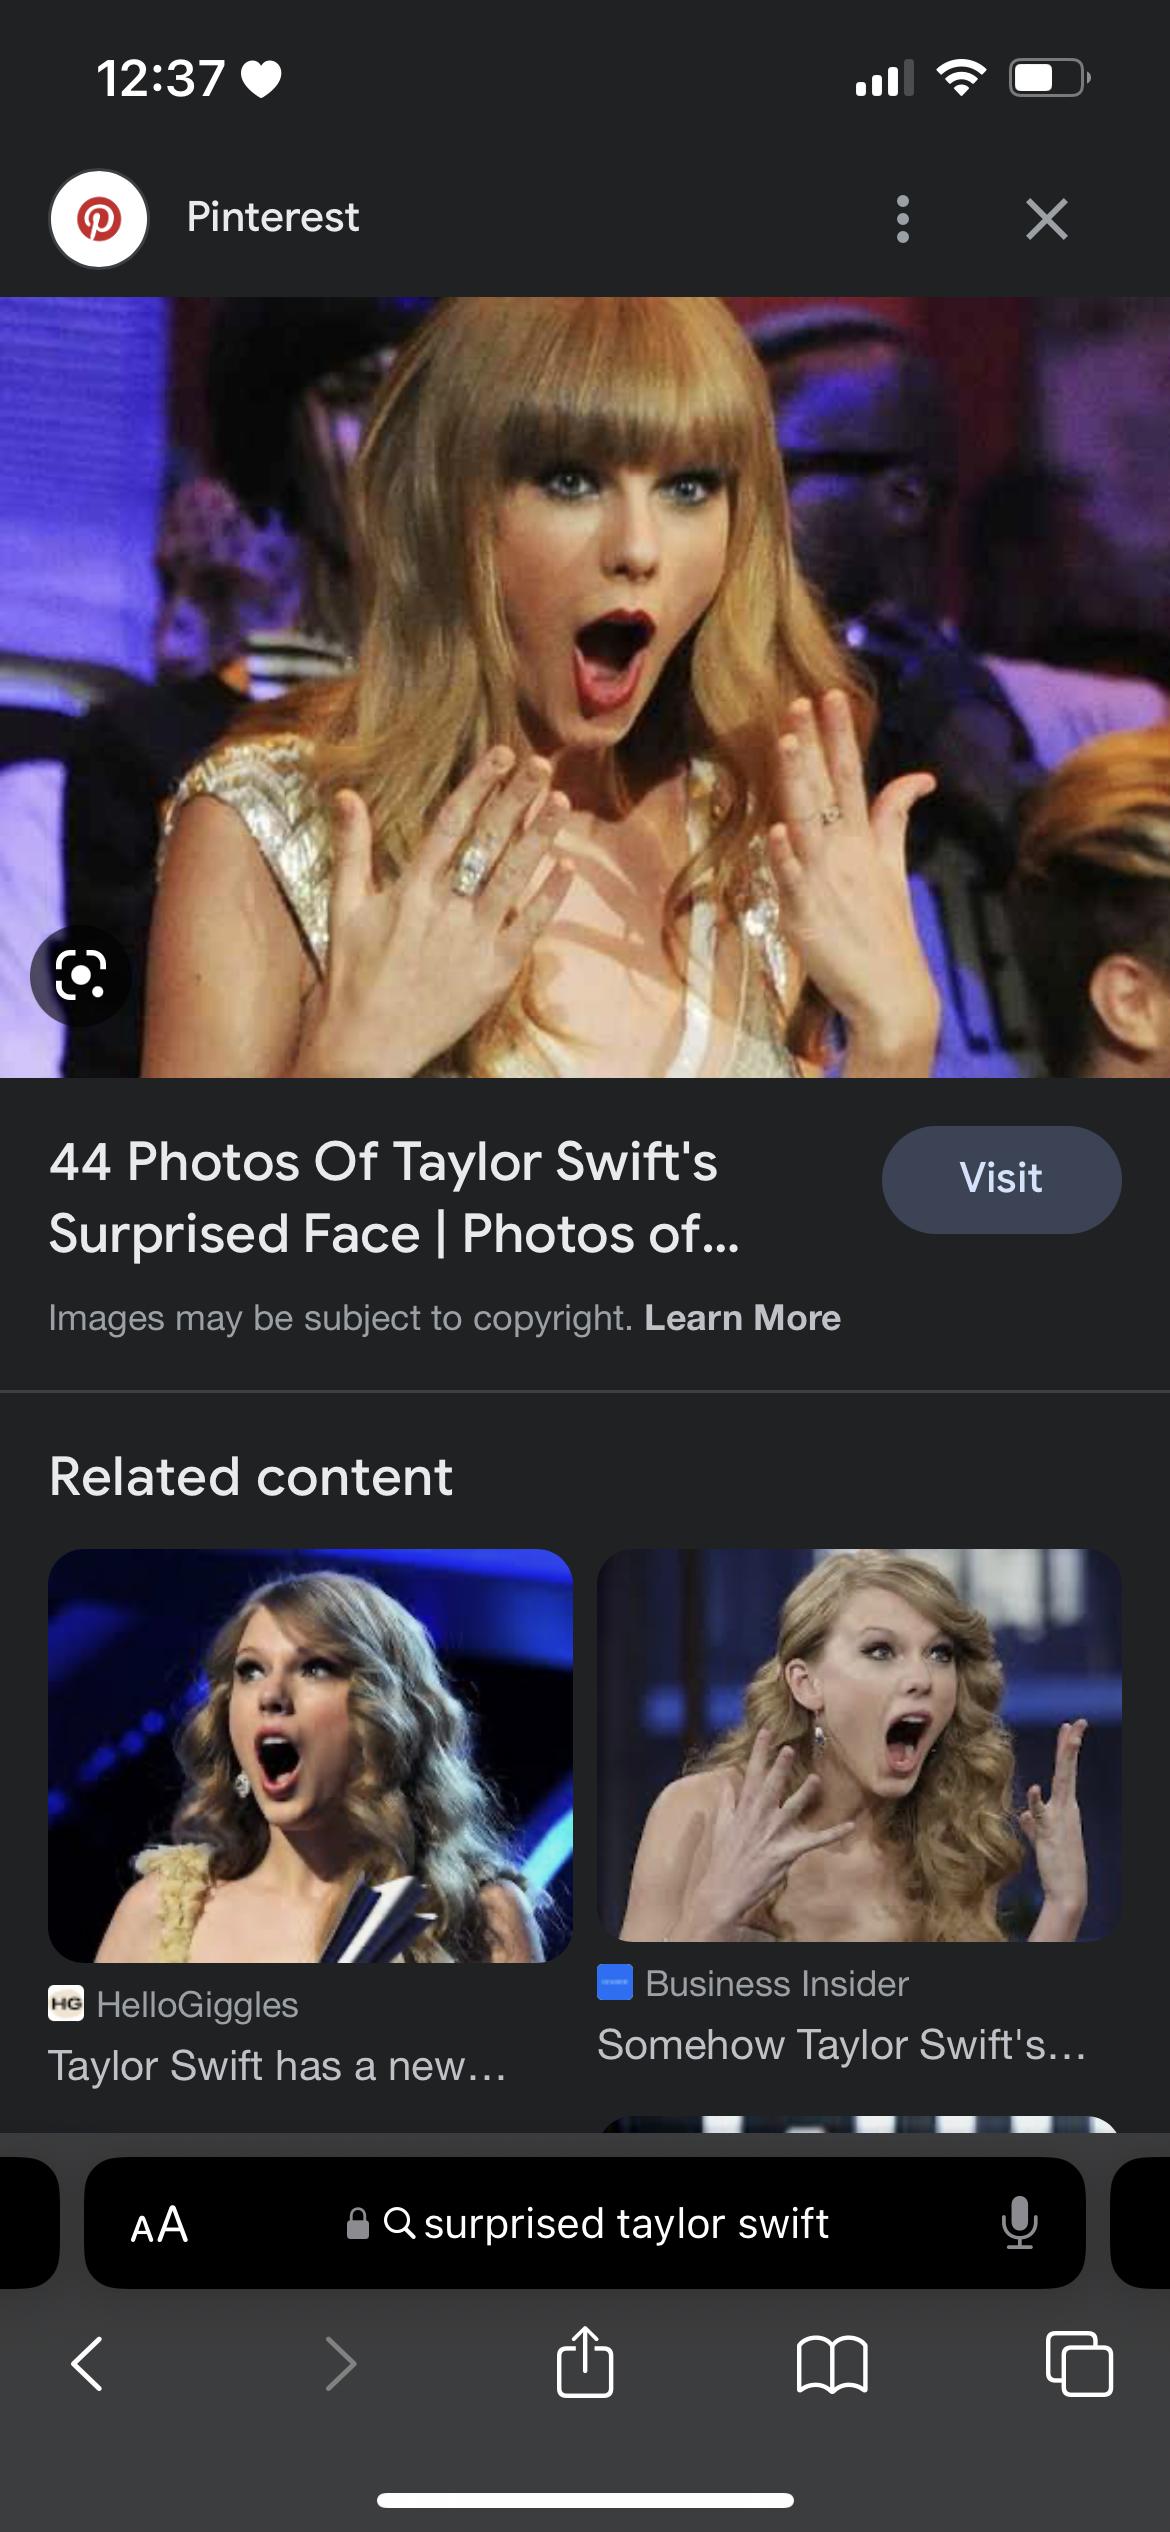 12:37
Pinterest
44 Photos Of Taylor Swift's
Surprised Face | Photos of...
Visit
Images may be subject to copyright. Learn More
Related content
HG HelloGiggles
Taylor Swift has a new...
Business Insider
Somehow Taylor Swift's...
AA
surprised taylor swift